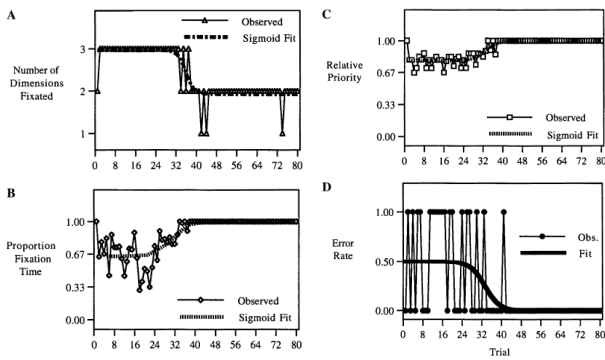 A
Observed
Sigmoid Fit
Number of
Dimensions
Fixated
3
2
1
0 8 16 24 32 40 48 56 64 72 80
B
1.00
0.67
0.33
0.00
Proportion
Fixation
Time
Observed
Sigmoid Fit
0 8 16 24 32 40 48 56 64 72 80
C
1.00
0.67
0.33
0.00
Relative
Priority
Observed
Sigmoid Fit
0 8 16 24 32 40 48 56 64 72 80
D
1.00
0.50
0.00
Error
Rate
Obs.
Fit
0 8 16 24 32 40 48 56 64 72 80
Trial